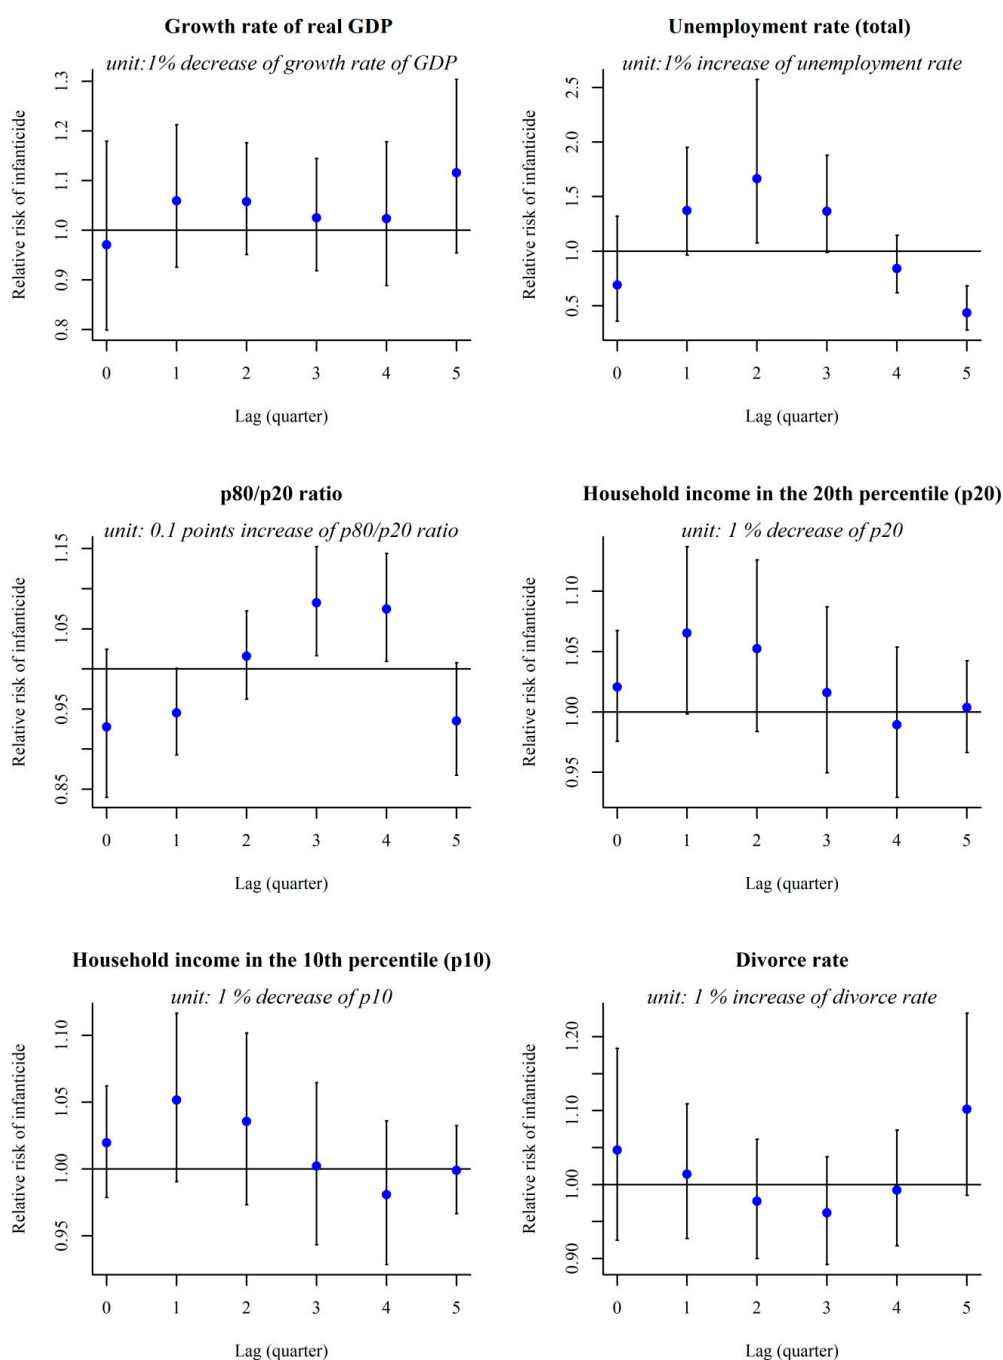 Growth rate of real GDP
unit:1% decrease of growth rate of GDP
Relative risk of infanticide
1.3
1.2
1.1
1.0
0.9
0.8
0 1 2 3 4 5
Lag (quarter)
Unemployment rate (total)
unit:1% increase of unemployment rate
Relative risk of infanticide
2.5
2.0
1.5
1.0
0.5
0 1 2 3 4 5
Lag (quarter)
p80/p20 ratio
unit: 0.1 points increase of p80/p20 ratio
Relative risk of infanticide
1.15
1.05
0.95
0.85
0 1 2 3 4 5
Lag (quarter)
Household income in the 20th percentile (p20)
unit: 1 % decrease of p20
Relative risk of infanticide
1.10
1.05
1.00
0.95
0 1 2 3 4 5
Lag (quarter)
Household income in the 10th percentile (p10)
unit: 1 % decrease of p10
Relative risk of infanticide
1.10
1.05
1.00
0.95
0 1 2 3 4 5
Lag (quarter)
Divorce rate
unit: 1 % increase of divorce rate
Relative risk of infanticide
1.20
1.10
1.00
0.90
0 1 2 3 4 5
Lag (quarter)